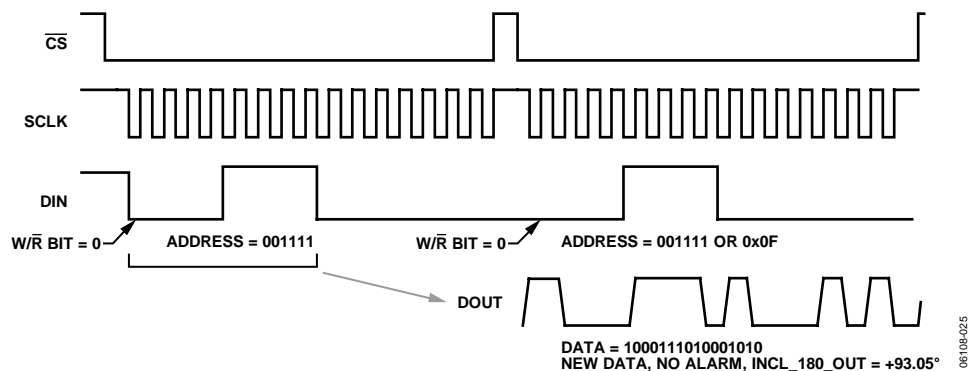 CS
SCLK
DIN
W/R BIT = 0
ADDRESS = 001111
W/R BIT = 0
ADDRESS = 001111 OR 0x0F
DOUT
DATA = 1000111010001010
NEW DATA, NO ALARM, INCL_180_OUT = +93.05°
06108-025